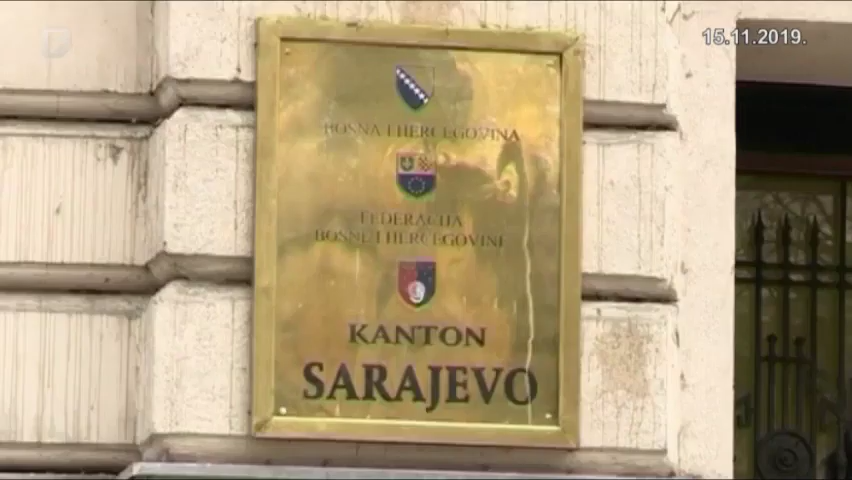 15.11.2019.
BOSNA I HERCEGOVINA
FEDERACIJA
BOSNE I HERCEGOVINE
KANTON
SARAJEVO